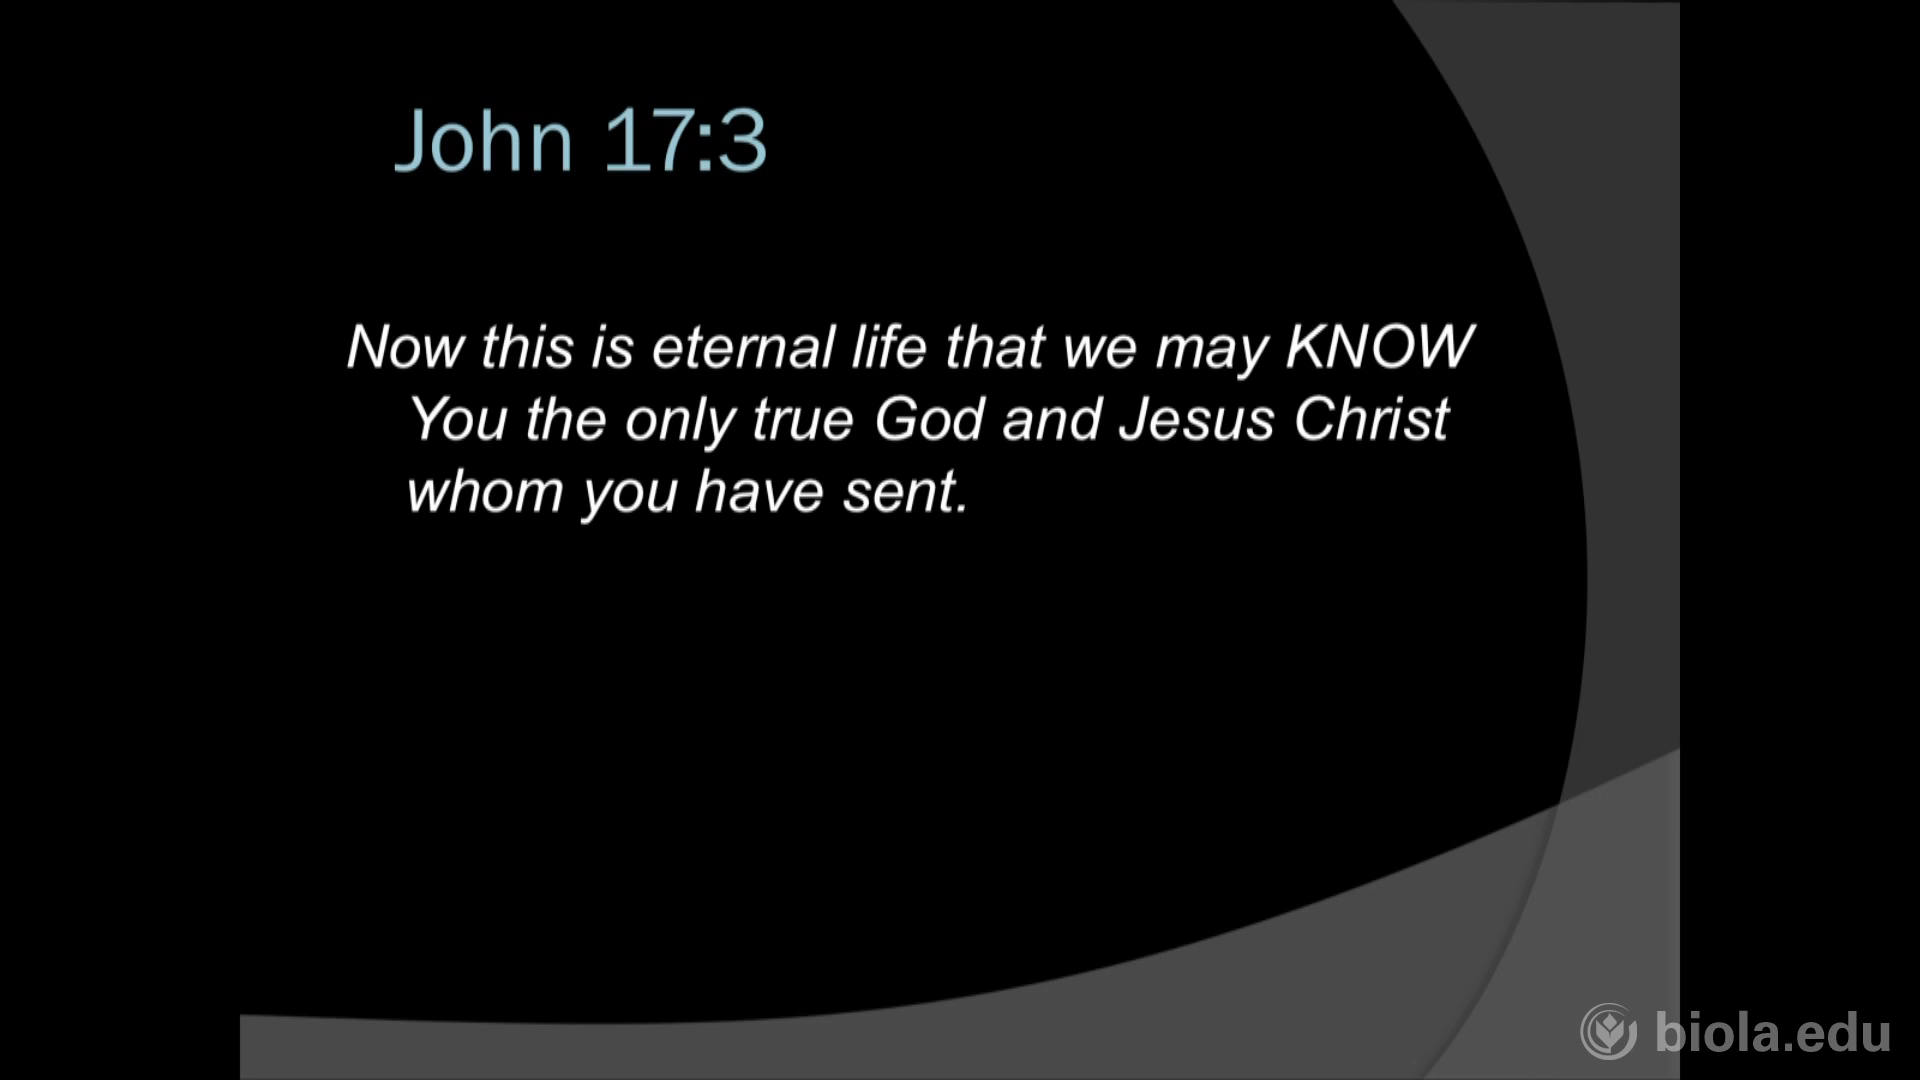 John 17:3
Now this is eternal life that we may KNOW
You the only true God and Jesus Christ
whom you have sent.
biola.edu